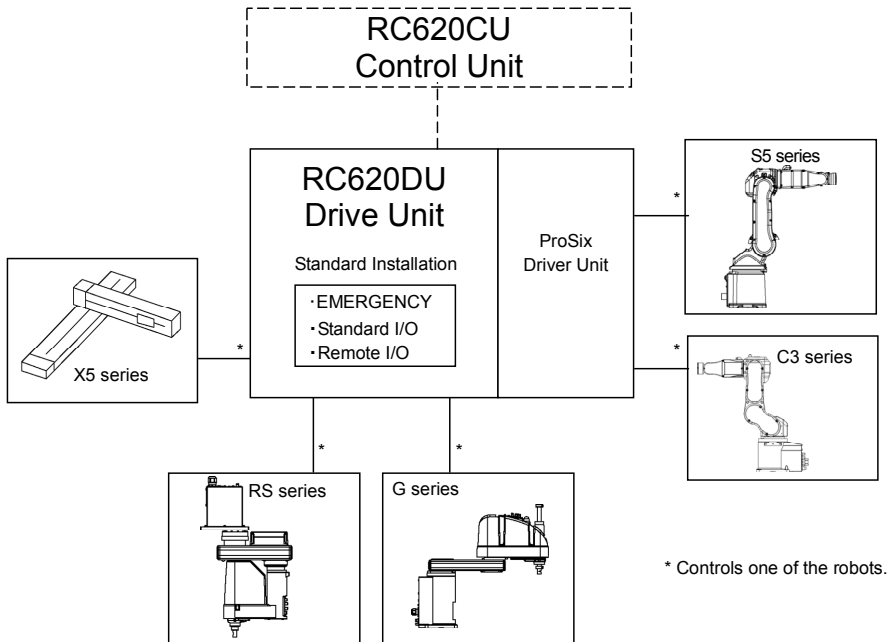 RC620CU
Control Unit
RC620DU
Drive Unit
Standard Installation
·EMERGENCY
·Standard I/O
·Remote I/O
ProSix
Driver Unit
*
S5 series
*
C3 series
*
X5 series
*
RS series
*
G series
* Controls one of the robots.